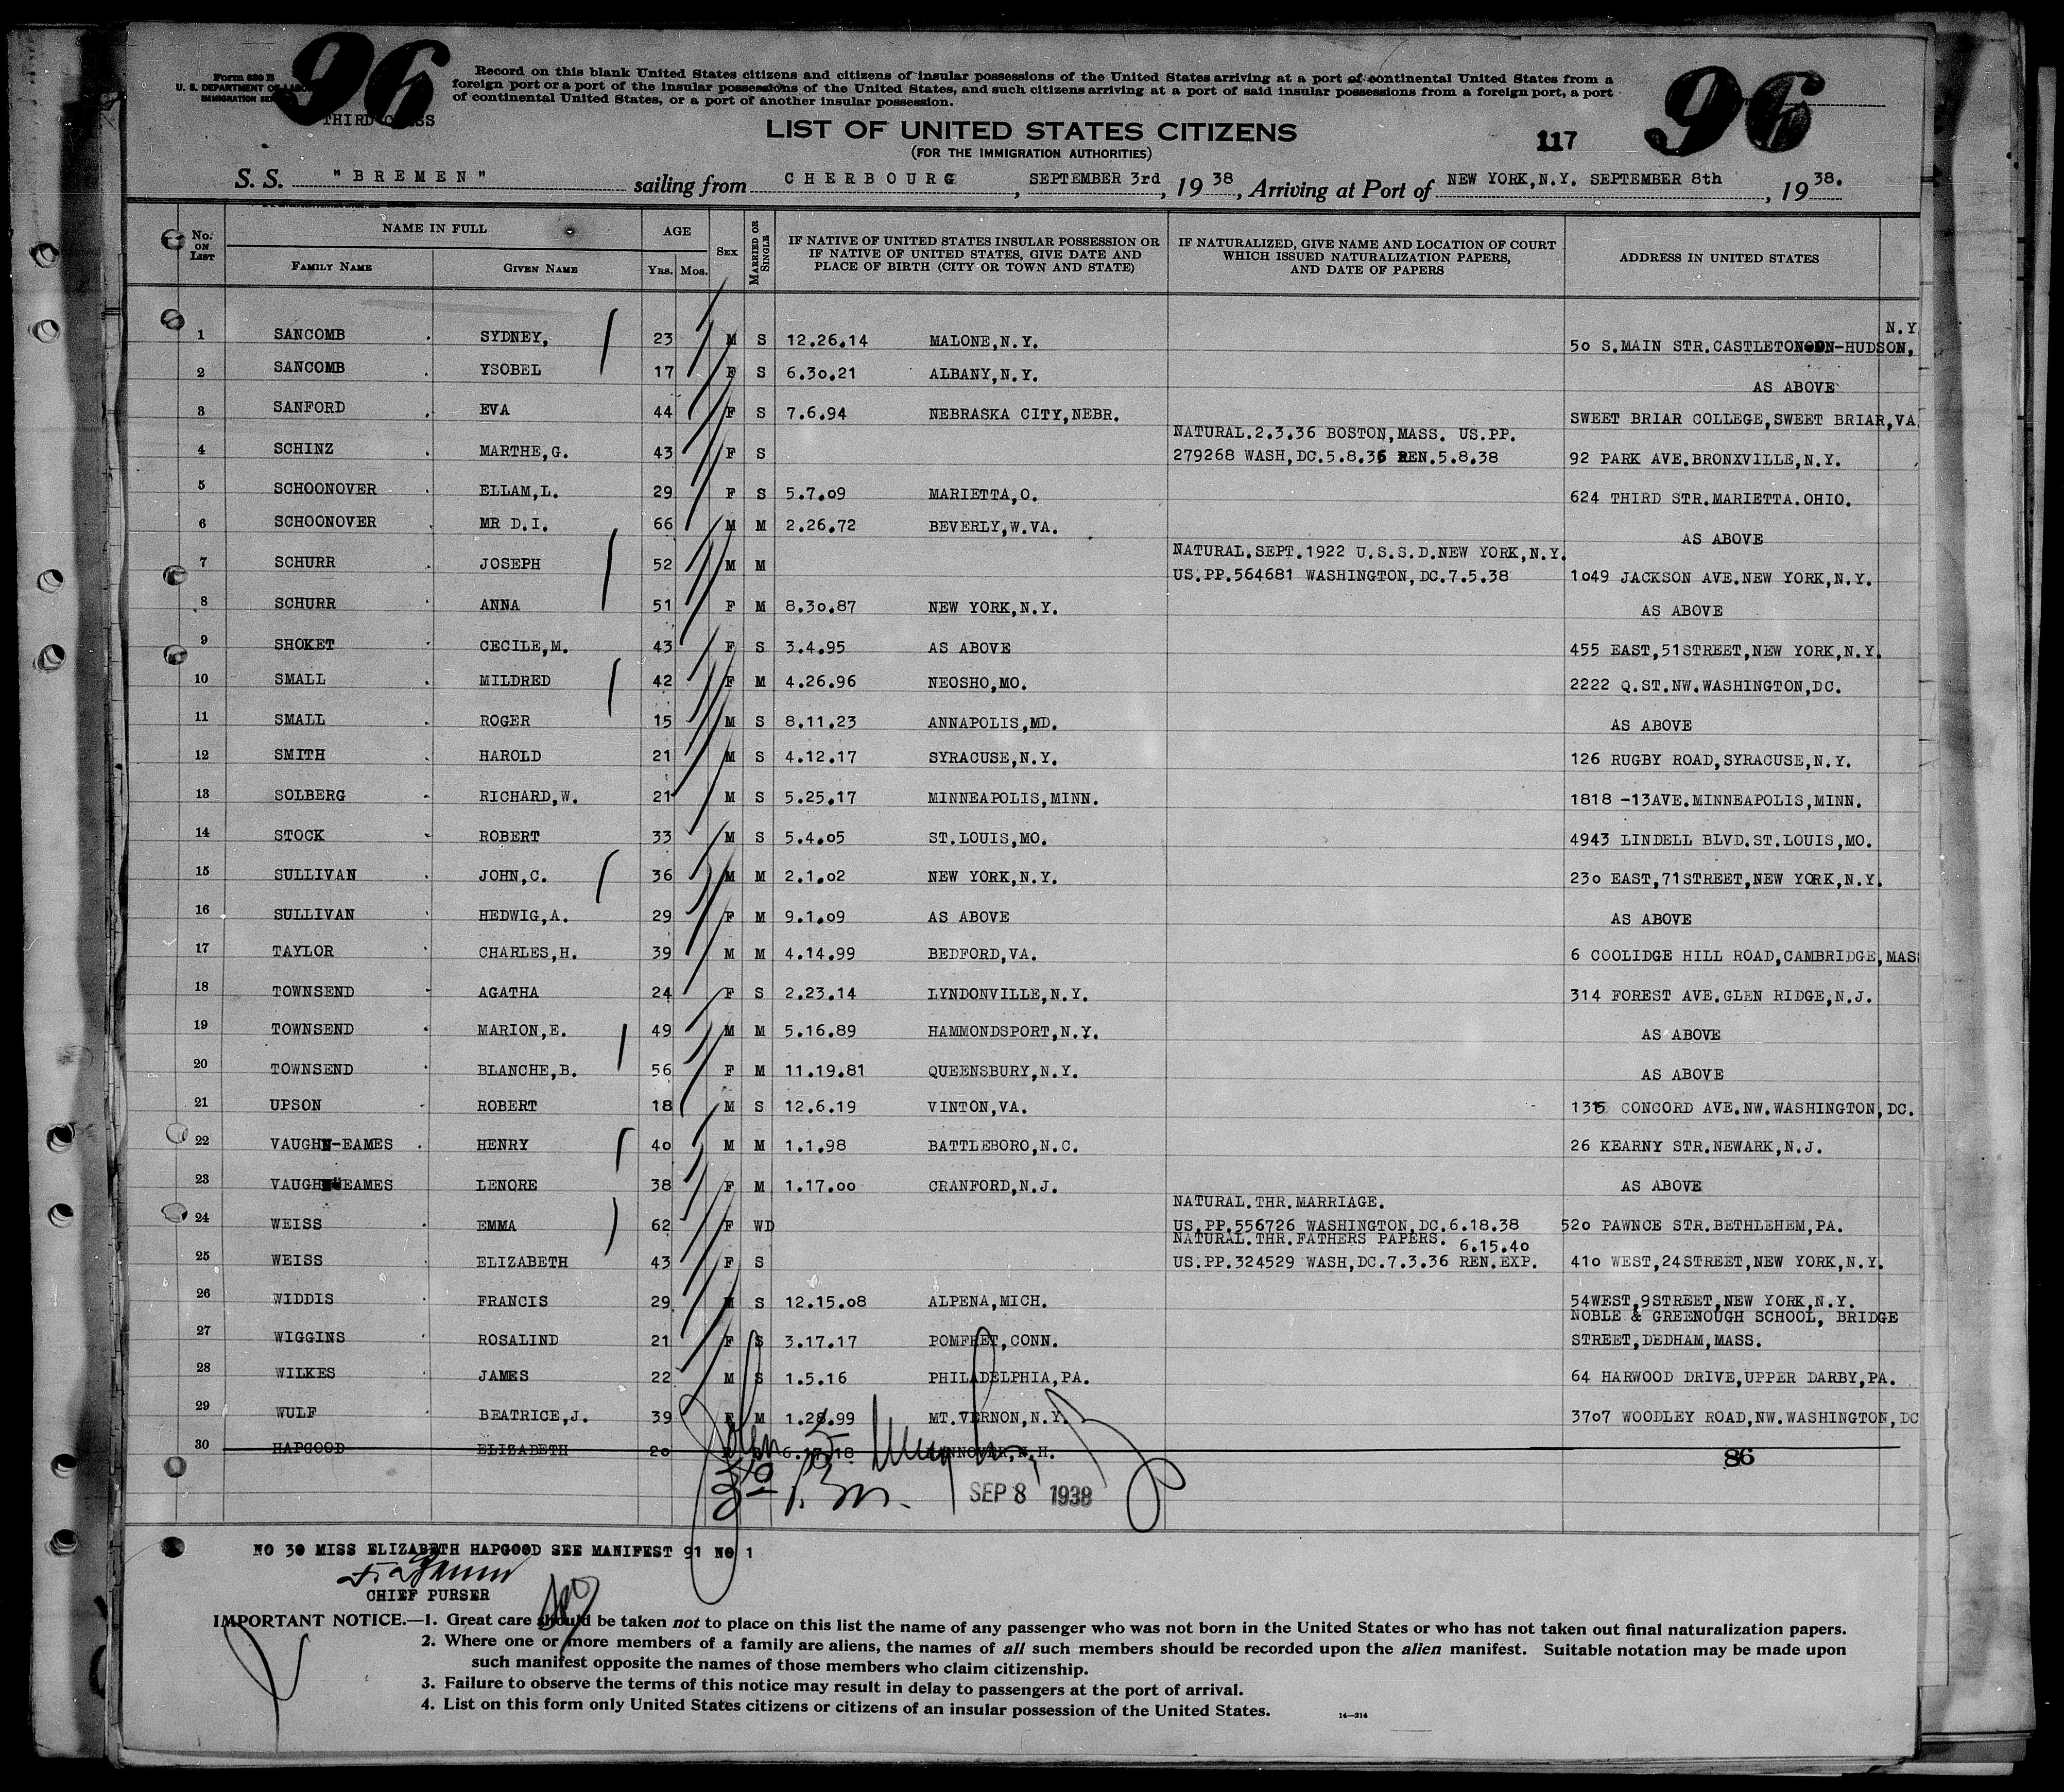 96
96
Form 630 B
U. S. DEPARTMENT OF LABOR
IMMIGRATION
THIRD CLASS
Record on this blank United States citizens and citizens of insular possessions of the United States arriving at a port of continental United States from a
foreign port or a port of the insular possessions of the United States, and such citizens arriving at a port of said insular possessions from a foreign port, a port
of continental United States, or a port of another insular possession.
LIST OF UNITED STATES CITIZENS
(FOR THE IMMIGRATION AUTHORITIES)
117
S. S. "BREMEN" sailing from CHERBOURG, SEPTEMBER 3rd, 19 38, Arriving at Port of NEW YORK,N.Y. SEPTEMBER 8th, 19 38.
No. ON LIST NAME IN FULL FAMILY NAME GIVEN NAME AGE YRS. MOS. SEX MARRIED OR SINGLE IF NATIVE OF UNITED STATES INSULAR POSSESSION OR IF NATIVE OF UNITED STATES, GIVE DATE AND PLACE OF BIRTH (CITY OR TOWN AND STATE) IF NATURALIZED, GIVE NAME AND LOCATION OF COURT WHICH ISSUED NATURALIZATION PAPERS, AND DATE OF PAPERS ADDRESS IN UNITED STATES
1 SANCOMB SYDNEY, 23 M S 12.26.14 MALONE,N.Y. 50 S.MAIN STR.CASTLETON-ON-HUDSON, N.Y
2 SANCOMB YSOBEL 17 F S 6.30.21 ALBANY,N.Y. AS ABOVE
3 SANFORD EVA 44 F S 7.6.94 NEBRASKA CITY,NEBR. SWEET BRIAR COLLEGE,SWEET BRIAR,VA
4 SCHINZ MARTHE,G. 43 F S NATURAL.2.3.36 BOSTON,MASS. US.PP. 279268 WASH,DC.5.8.36 REN.5.8.38 92 PARK AVE.BRONXVILLE,N.Y.
5 SCHOONOVER ELLAM,L. 29 F S 5.7.09 MARIETTA,O. 624 THIRD STR.MARIETTA.OHIO.
6 SCHOONOVER MR D.I. 66 M M 2.26.72 BEVERLY,W.VA. AS ABOVE
7 SCHURR JOSEPH 52 M M NATURAL.SEPT.1922 U.S.S.D.NEW YORK,N.Y. US.PP.564681 WASHINGTON,DC.7.5.38 1049 JACKSON AVE.NEW YORK,N.Y.
8 SCHURR ANNA 51 F M 8.30.87 NEW YORK,N.Y. AS ABOVE
9 SHOKET CECILE,M. 43 F S 3.4.95 AS ABOVE 455 EAST,51STREET,NEW YORK,N.Y.
10 SMALL MILDRED 42 F M 4.26.96 NEOSHO,MO. 2222 Q.ST.NW.WASHINGTON,DC.
11 SMALL ROGER 15 M S 8.11.23 ANNAPOLIS,MD. AS ABOVE
12 SMITH HAROLD 21 M S 4.12.17 SYRACUSE,N.Y. 126 RUGBY ROAD,SYRACUSE,N.Y.
13 SOLBERG RICHARD,W. 21 M S 5.25.17 MINNEAPOLIS,MINN. 1818 -13AVE.MINNEAPOLIS,MINN.
14 STOCK ROBERT 33 M S 5.4.05 ST.LOUIS,MO. 4943 LINDELL BLVD.ST.LOUIS,MO.
15 SULLIVAN JOHN,C. 36 M M 2.1.02 NEW YORK,N.Y. 230 EAST,71STREET,NEW YORK,N.Y.
16 SULLIVAN HEDWIG,A. 29 F M 9.1.09 AS ABOVE AS ABOVE
17 TAYLOR CHARLES,H. 39 M M 4.14.99 BEDFORD,VA. 6 COOLIDGE HILL ROAD,CAMBRIDGE,MAS
18 TOWNSEND AGATHA 24 F S 2.23.14 LYNDONVILLE,N.Y. 314 FOREST AVE.GLEN RIDGE,N.J.
19 TOWNSEND MARION,E. 49 M M 5.16.89 HAMMONDSPORT,N.Y. AS ABOVE
20 TOWNSEND BLANCHE,B. 56 F M 11.19.81 QUEENSBURY,N.Y. AS ABOVE
21 UPSON ROBERT 18 M S 12.6.19 VINTON,VA. 1315 CONCORD AVE.NW.WASHINGTON,DC.
22 VAUGHN-EAMES HENRY 40 M M 1.1.98 BATTLEBORO,N.C. 26 KEARNY STR.NEWARK,N.J.
23 VAUGHN-EAMES LENORE 38 F M 1.17.00 CRANFORD,N.J. AS ABOVE
24 WEISS EMMA 62 F WD NATURAL.THR.MARRIAGE. US.PP.556726 WASHINGTON,DC.6.18.38 520 PAWNCE STR.BETHLEHEM,PA.
25 WEISS ELIZABETH 43 F S NATURAL.THR.FATHERS PAPERS. 6.15.40 US.PP.324529 WASH,DC.7.3.36 REN.EXP. 410 WEST,24STREET,NEW YORK,N.Y.
26 WIDDIS FRANCIS 29 M S 12.15.08 ALPENA,MICH. 54WEST,9STREET,NEW YORK,N.Y.
27 WIGGINS ROSALIND 21 F S 3.17.17 POMFRET,CONN. NOBLE & GREENOUGH SCHOOL, BRIDGE STREET,DEDHAM,MASS.
28 WILKES JAMES 22 M S 1.5.16 PHILADELPHIA,PA. 64 HARWOOD DRIVE,UPPER DARBY,PA.
29 WULF BEATRICE,J. 39 F M 1.28.99 MT.VERNON,N.Y. 3707 WOODLEY ROAD,NW.WASHINGTON,DC
30 HAPGOOD ELIZABETH 20 HANNOVER,N.H.
86
SEP 8 1938
NO 30 MISS ELIZABETH HAPGOOD SEE MANIFEST 91 NO 1
CHIEF PURSER
IMPORTANT NOTICE.—1. Great care should be taken not to place on this list the name of any passenger who was not born in the United States or who has not taken out final naturalization papers.
2. Where one or more members of a family are aliens, the names of all such members should be recorded upon the alien manifest. Suitable notation may be made upon
such manifest opposite the names of those members who claim citizenship.
3. Failure to observe the terms of this notice may result in delay to passengers at the port of arrival.
4. List on this form only United States citizens or citizens of an insular possession of the United States.
14—214